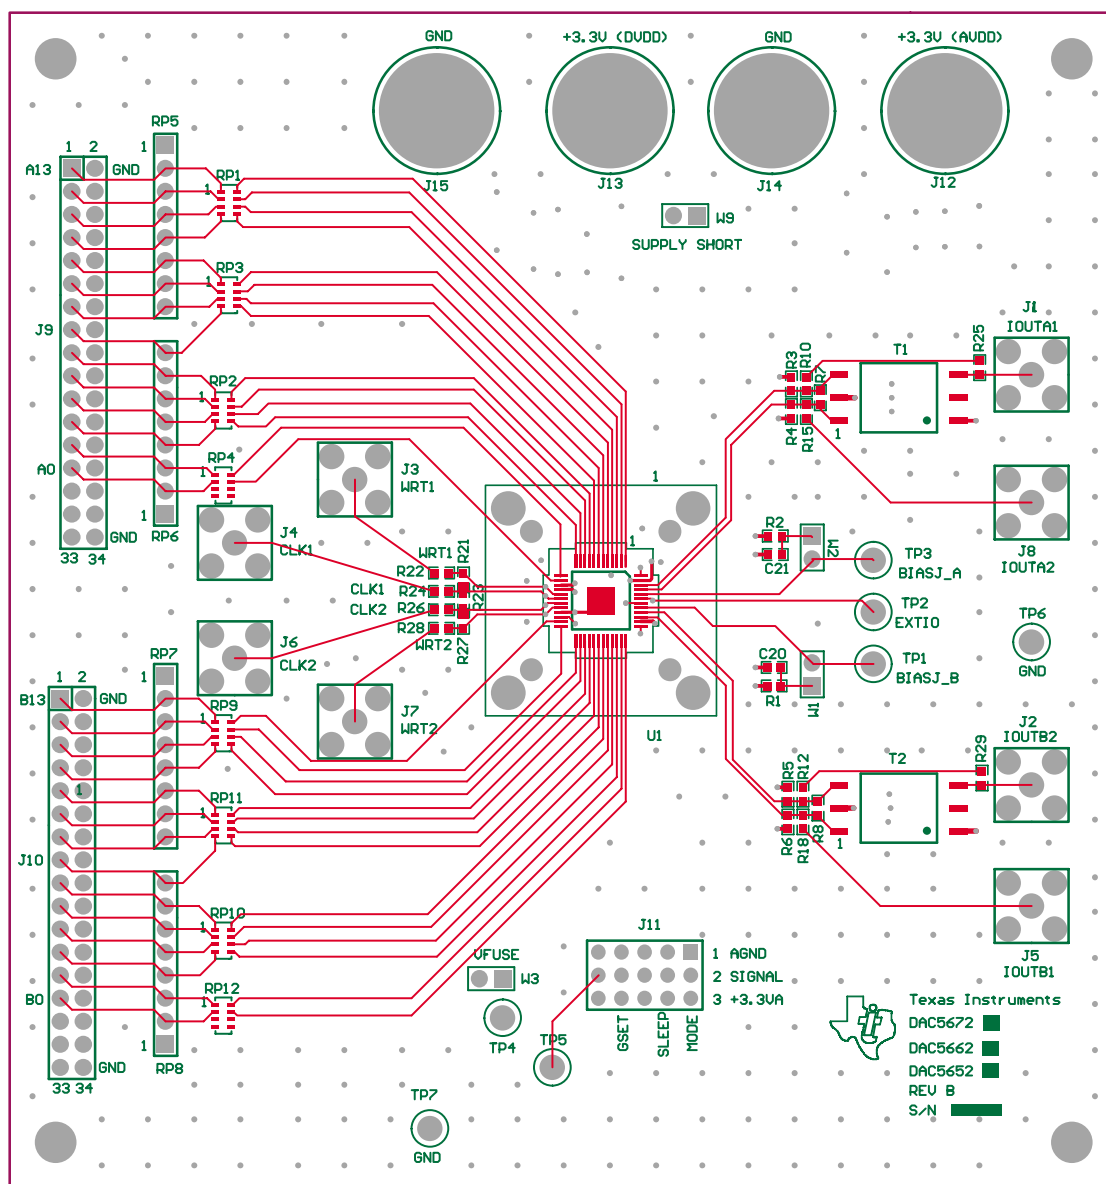 GND
+3.3V (DVDD)
GND
+3.3V (AVDD)
J15
J13
J14
J12
RP5
1
1 2
A13
GND
RP1
1
W9
SUPPLY SHORT
RP3
1
J9
J1
IOUTA1
R25
T1
R3
R10
R7
R4
R15
1
RP2
1
RP4
1
A0
1
RP6
GND
33 34
J3
WRT1
J4
CLK1
1
1
J8
IOUTA2
R2
C21
W2
TP3
BIASJ_A
TP2
EXTIO
TP6
GND
TP1
BIASJ_B
C20
R1
W1
WRT1
R21
R22
CLK1
R24
R23
CLK2
R26
R28
WRT2
R27
J6
CLK2
J7
WRT2
U1
RP7
1
1 2
B13
GND
RP9
1
1
RP11
1
J10
J2
IOUTB2
R29
T2
R5
R12
R8
R6
R18
1
RP10
1
RP12
1
B0
1
RP8
GND
33 34
J11
1 AGND
2 SIGNAL
3 +3.3VA
GSET
SLEEP
MODE
VFUSE
W3
TP4
TP5
TP7
GND
J5
IOUTB1
Texas Instruments
DAC5672
DAC5662
DAC5652
REV B
S/N